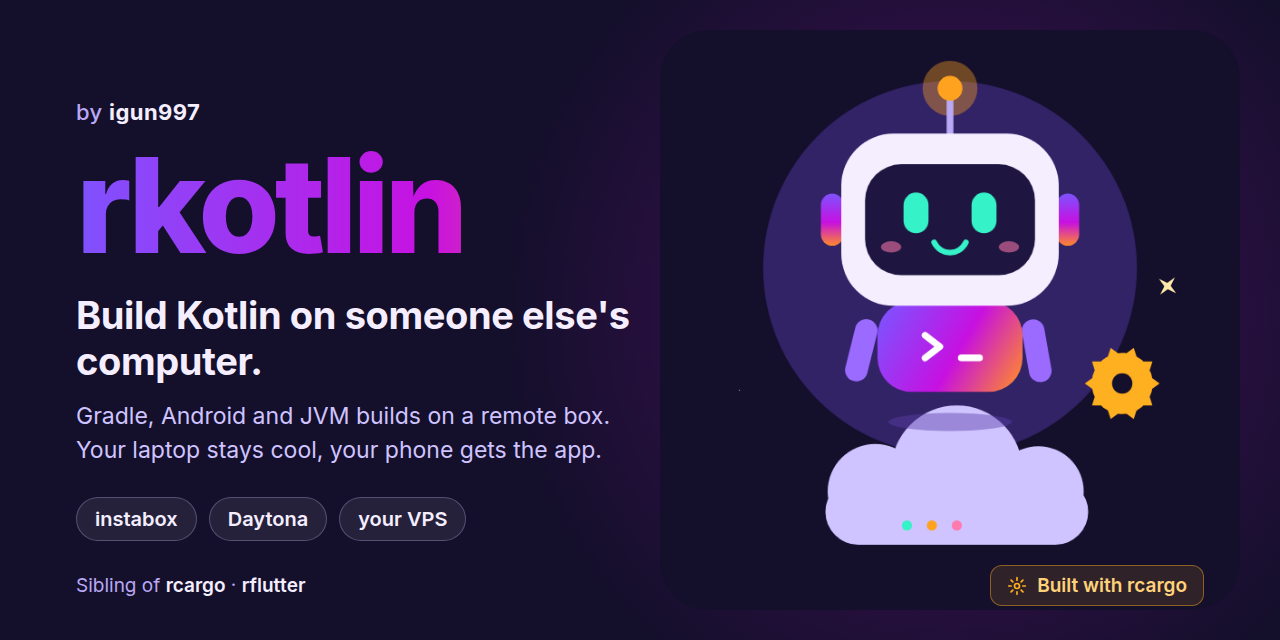 by igun997
rkotlin
Build Kotlin on someone else's
computer.
Gradle, Android and JVM builds on a remote box.
Your laptop stays cool, your phone gets the app.
instabox
Daytona
your VPS
Sibling of rcargo · rflutter
>_
Built with rcargo